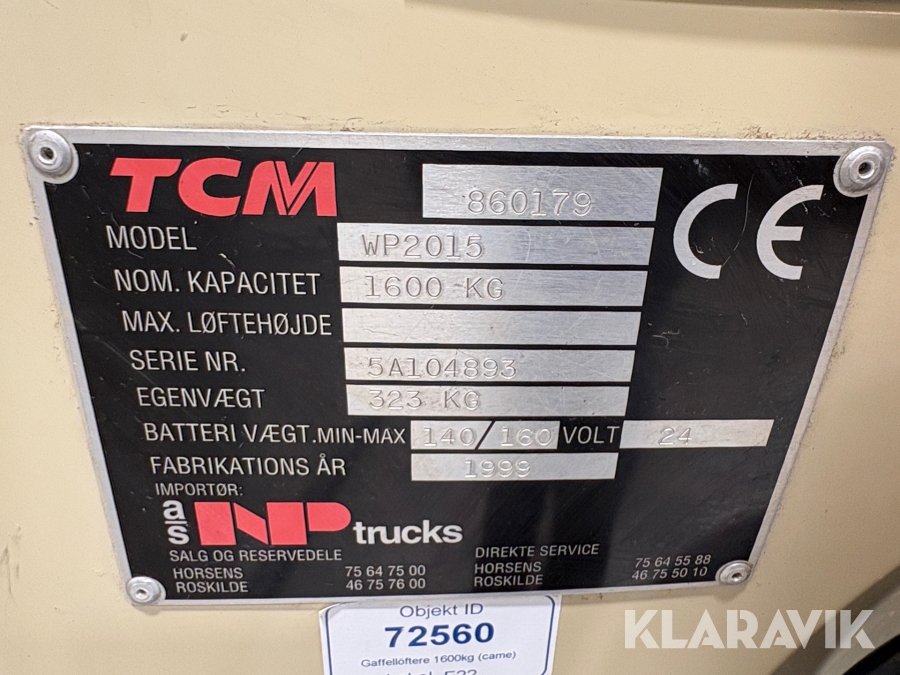 TCM 860179
MODEL WP2015
NOM. KAPACITET 1600 KG
MAX. LØFTEHØJDE
SERIE NR. 5A104893
EGENVÆGT 323 KG
BATTERI VÆGT. MIN-MAX 140/160 VOLT 24
FABRIKATIONS ÅR 1999
IMPORTØR:
a/s NP trucks
SALG OG RESERVEDELE DIREKTE SERVICE
HORSENS 75 64 75 00 HORSENS 75 64 55 88
ROSKILDE 46 75 76 00 ROSKILDE 46 75 50 10
CE
Objekt ID
72560
Gaffellöftere 1600kg (came)
KLARAVIK